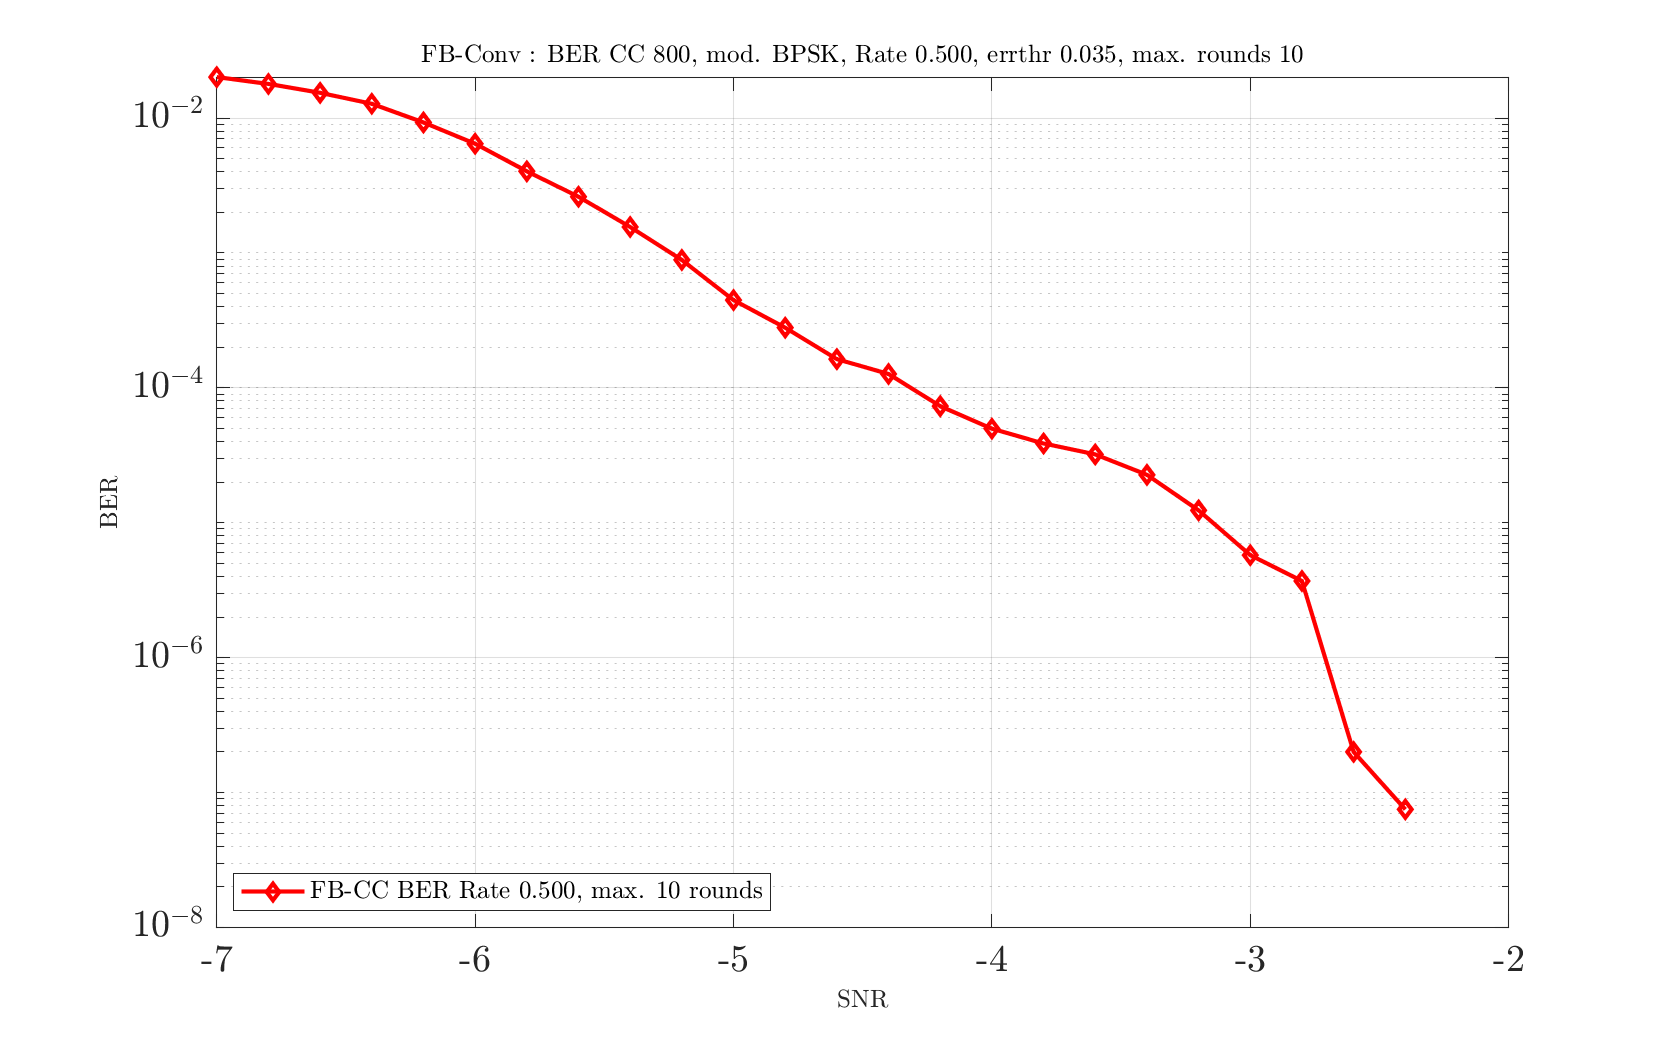 FB-Conv : BER CC 800, mod. BPSK, Rate 0.500, errthr 0.035, max. rounds 10
10^{-2}
10^{-4}
10^{-6}
10^{-8}
BER
FB-CC BER Rate 0.500, max. 10 rounds
-7 -6 -5 -4 -3 -2
SNR